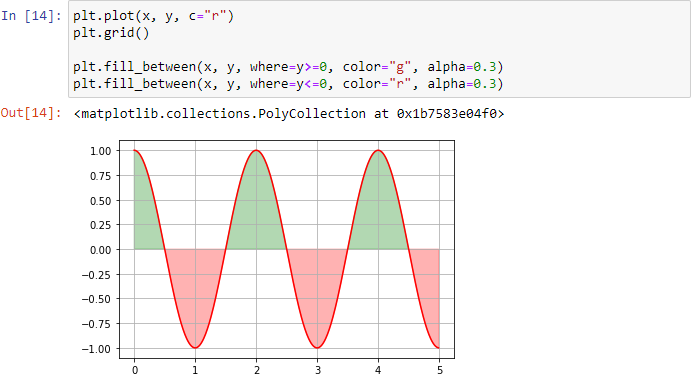 In [14]: plt.plot(x, y, c="r")
plt.grid()
plt.fill_between(x, y, where=y>=0, color="g", alpha=0.3)
plt.fill_between(x, y, where=y<=0, color="r", alpha=0.3)
Out[14]: <matplotlib.collections.PolyCollection at 0x1b7583e04f0>
1.00
0.75
0.50
0.25
0.00
−0.25
−0.50
−0.75
−1.00
0 1 2 3 4 5